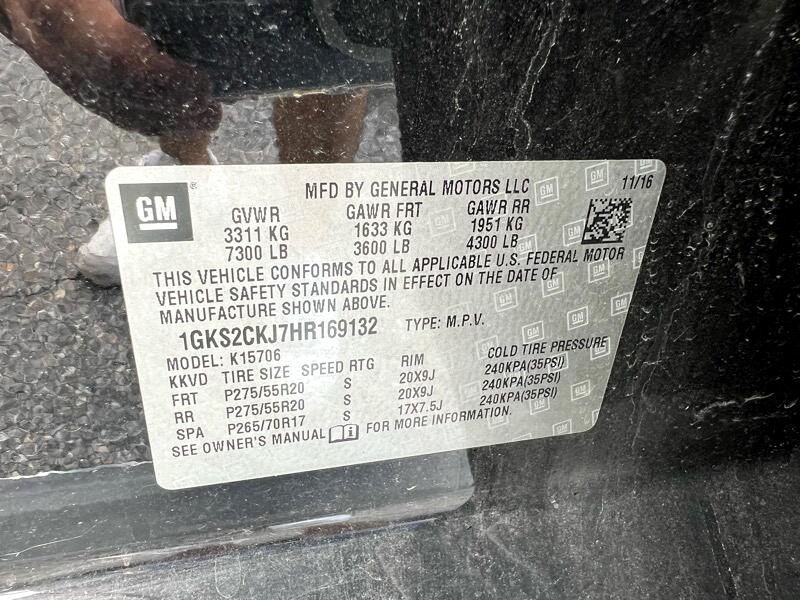 GM®
MFD BY GENERAL MOTORS LLC 11/16
GVWR GAWR FRT GAWR RR
3311 KG 1633 KG 1951 KG
7300 LB 3600 LB 4300 LB
THIS VEHICLE CONFORMS TO ALL APPLICABLE U.S. FEDERAL MOTOR
VEHICLE SAFETY STANDARDS IN EFFECT ON THE DATE OF
MANUFACTURE SHOWN ABOVE.
1GKS2CKJ7HR169132 TYPE: M.P.V.
MODEL: K15706
KKVD TIRE SIZE SPEED RTG RIM COLD TIRE PRESSURE
FRT P275/55R20 S 20X9J 240KPA(35PSI)
RR P275/55R20 S 20X9J 240KPA(35PSI)
SPA P265/70R17 S 17X7.5J 240KPA(35PSI)
SEE OWNER'S MANUAL FOR MORE INFORMATION.